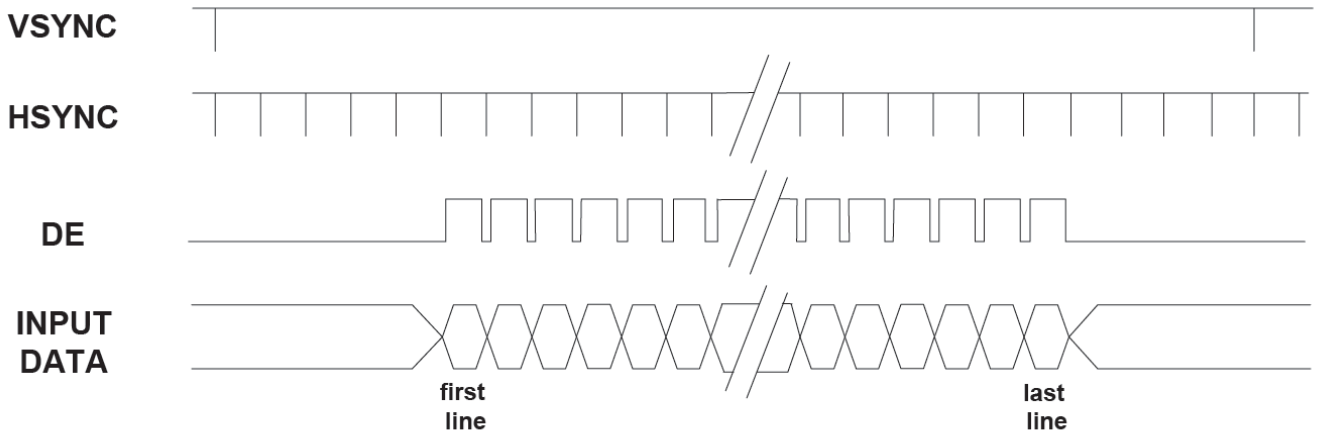 VSYNC
HSYNC
DE
INPUT
DATA
first
line
last
line